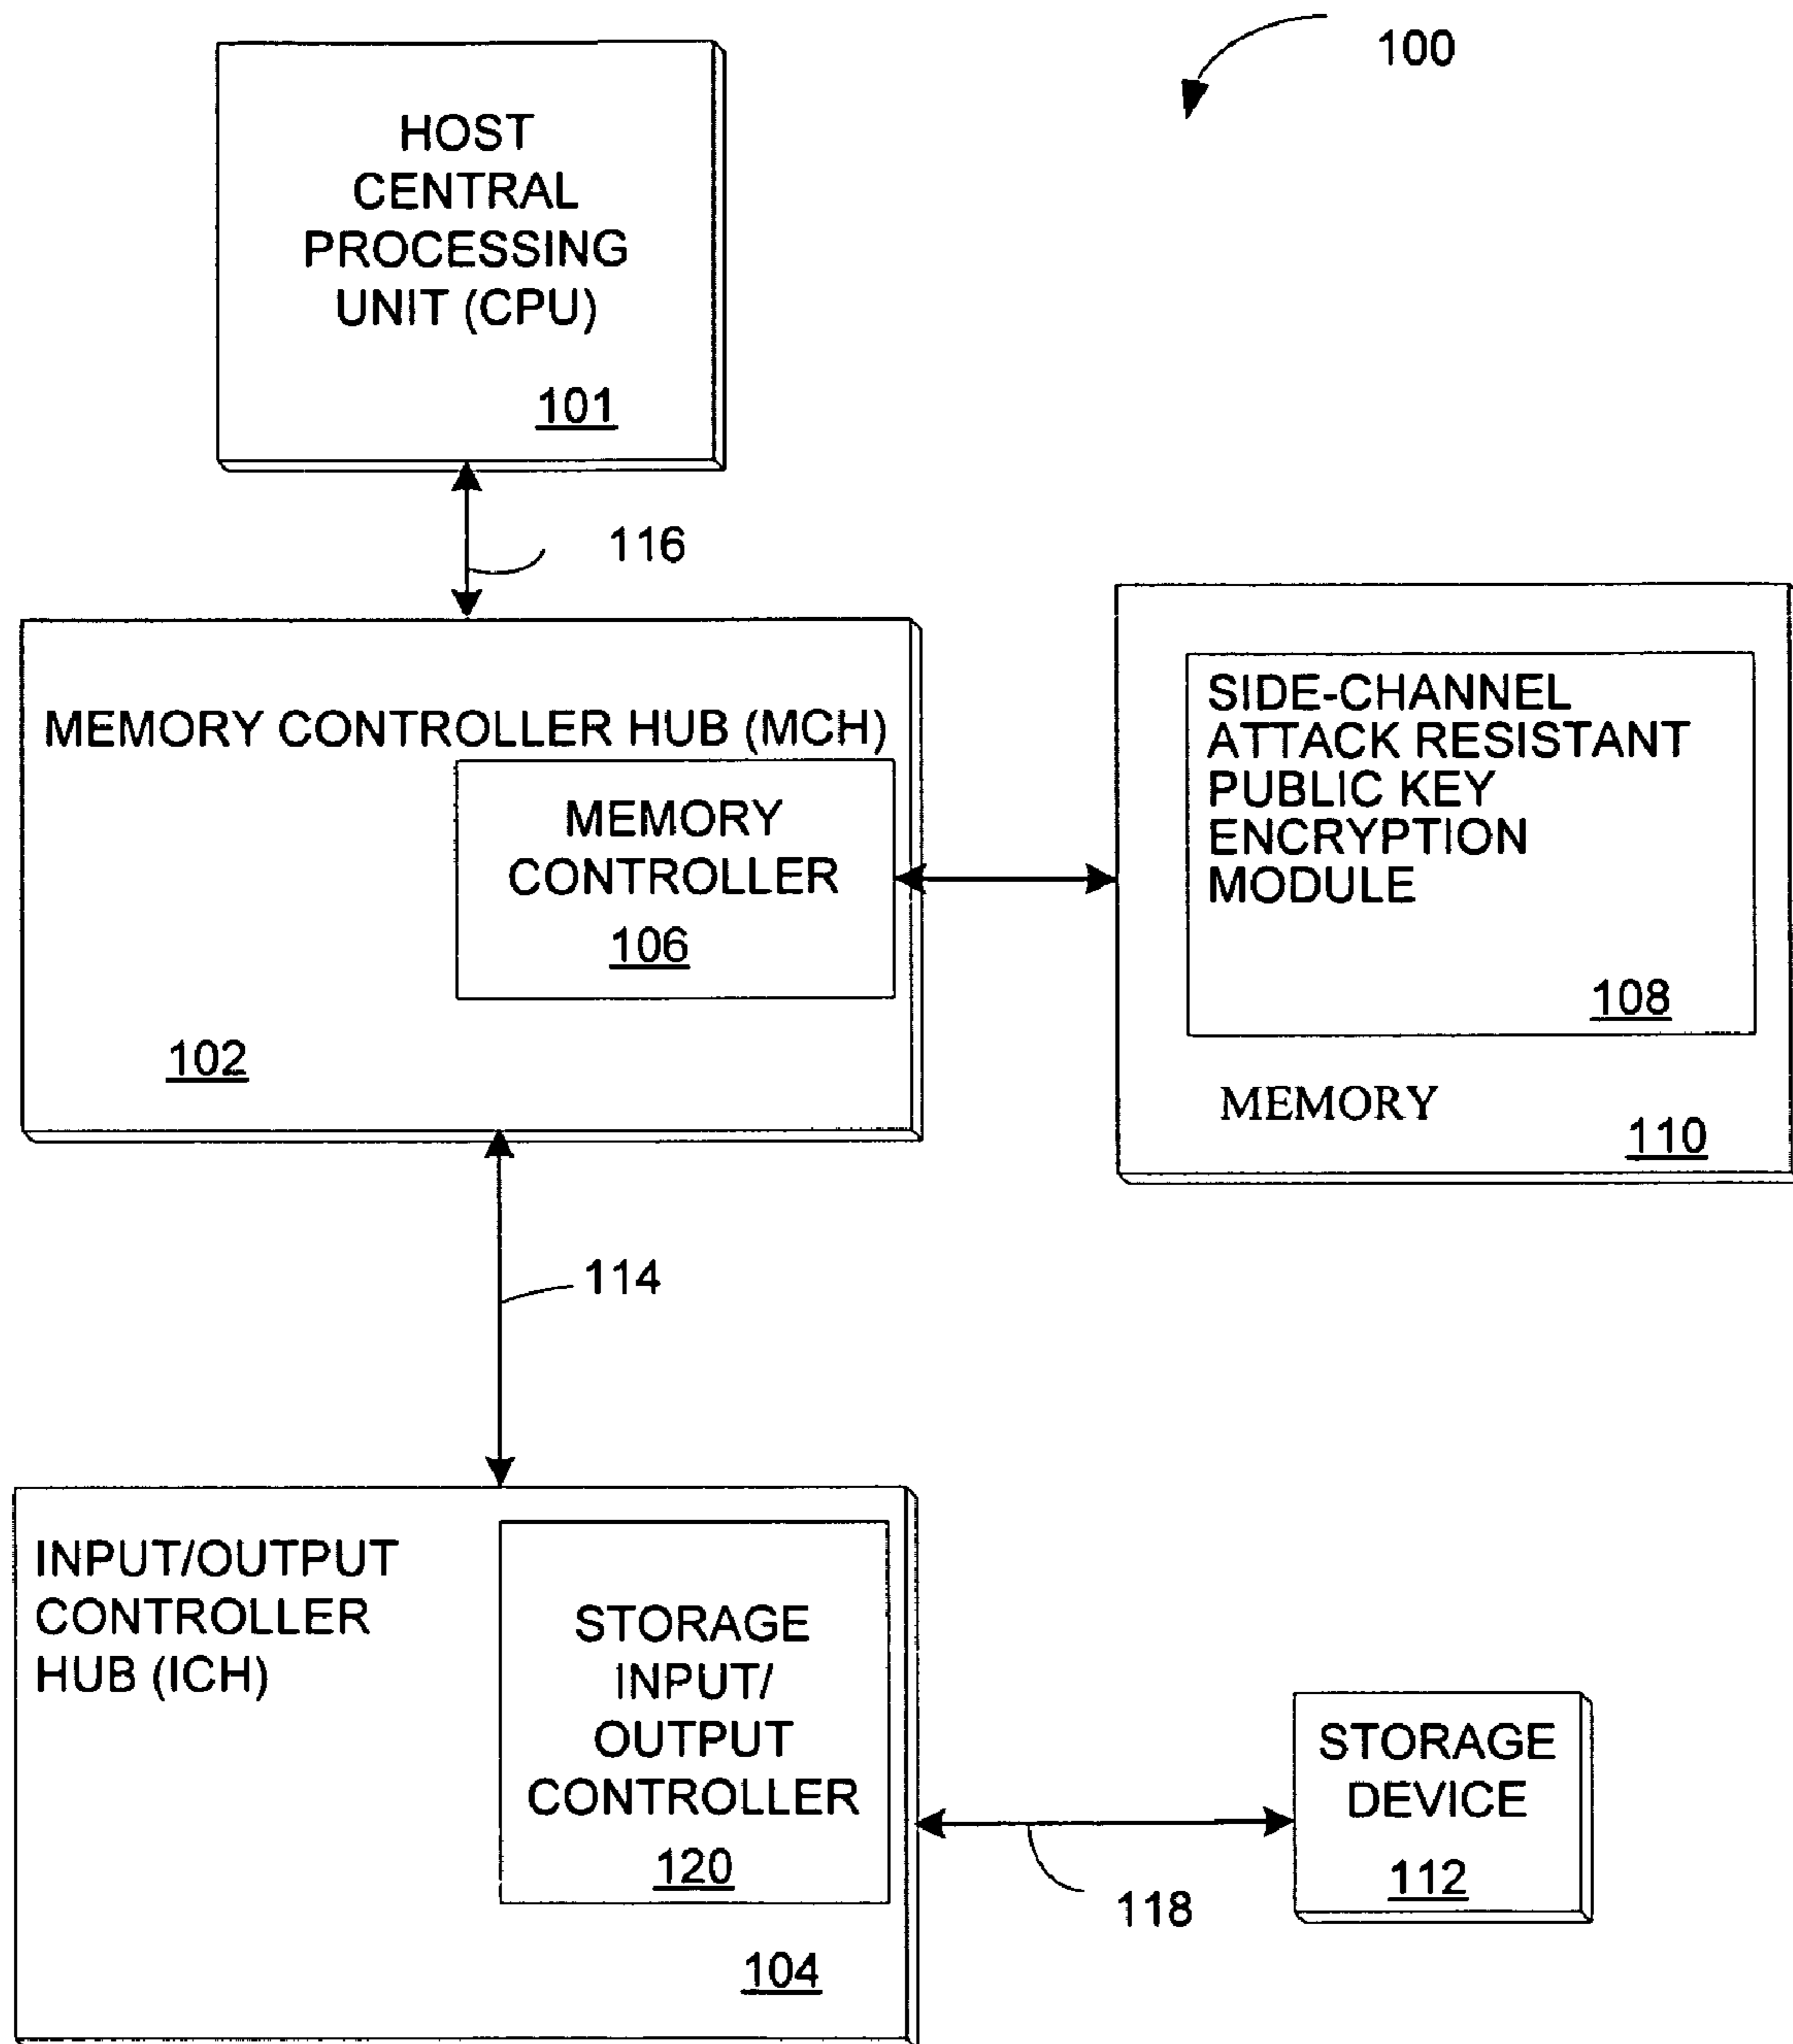 100
HOST
CENTRAL
PROCESSING
UNIT (CPU)
101
116
MEMORY CONTROLLER HUB (MCH)
MEMORY
CONTROLLER
106
102
SIDE-CHANNEL
ATTACK RESISTANT
PUBLIC KEY
ENCRYPTION
MODULE
108
MEMORY
110
114
INPUT/OUTPUT
CONTROLLER
HUB (ICH)
STORAGE
INPUT/
OUTPUT
CONTROLLER
120
104
118
STORAGE
DEVICE
112